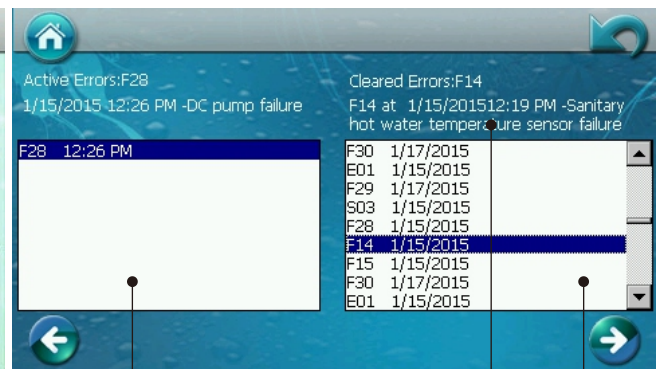 Active Errors:F28
1/15/2015 12:26 PM -DC pump failure
F28 12:26 PM
Cleared Errors:F14
F14 at 1/15/201512:19 PM -Sanitary
hot water temperature sensor failure
F30 1/17/2015
E01 1/15/2015
F29 1/17/2015
S03 1/15/2015
F28 1/15/2015
F14 1/15/2015
F15 1/15/2015
F30 1/17/2015
E01 1/15/2015